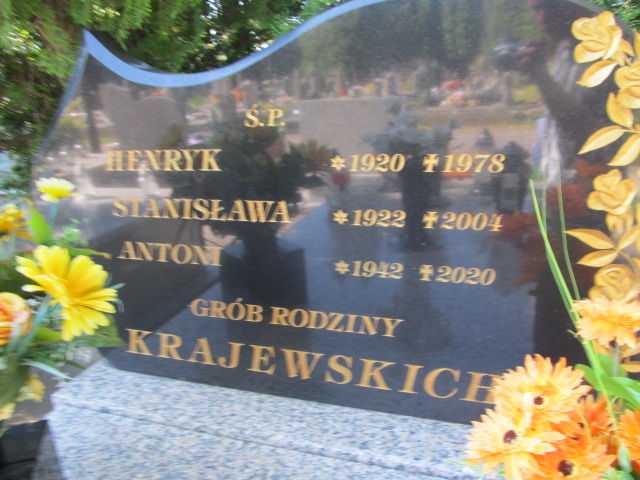 Ś.P.
HENRYK ✲1920 ✝1978
STANISŁAWA ✲1922 ✝2004
ANTONI ✲1942 ✝2020
GRÓB RODZINY
KRAJEWSKICH